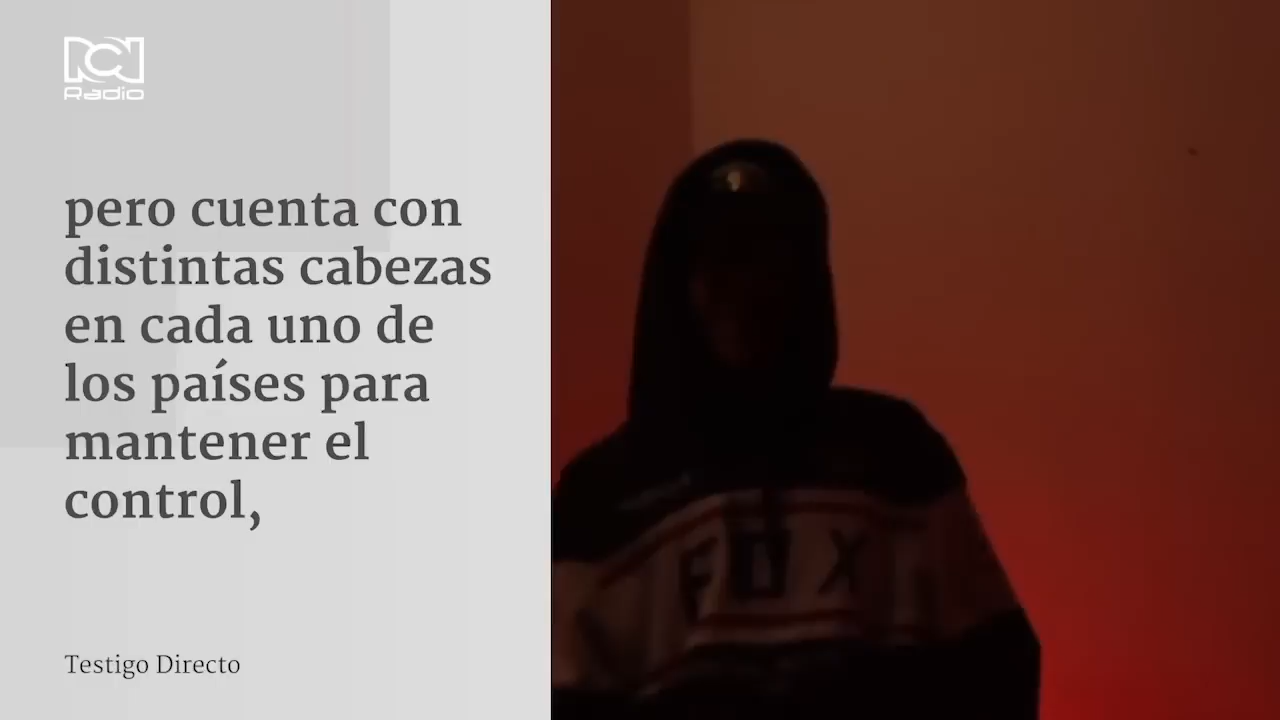 RCN
Radio
pero cuenta con
distintas cabezas
en cada uno de
los países para
mantener el
control,
Testigo Directo
FOX